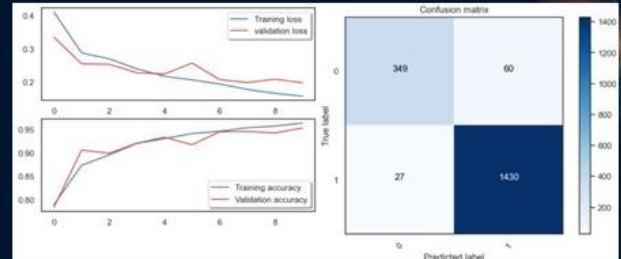 0.4
0.3
0.2
Training loss
validation loss
0 2 4 6 8
0.95
0.90
0.85
0.80
Training accuracy
Validation accuracy
0 2 4 6 8
Confusion matrix
True label
0
1
349 60
27 1430
0 1
Predicted label
1400
1200
1000
800
600
400
200